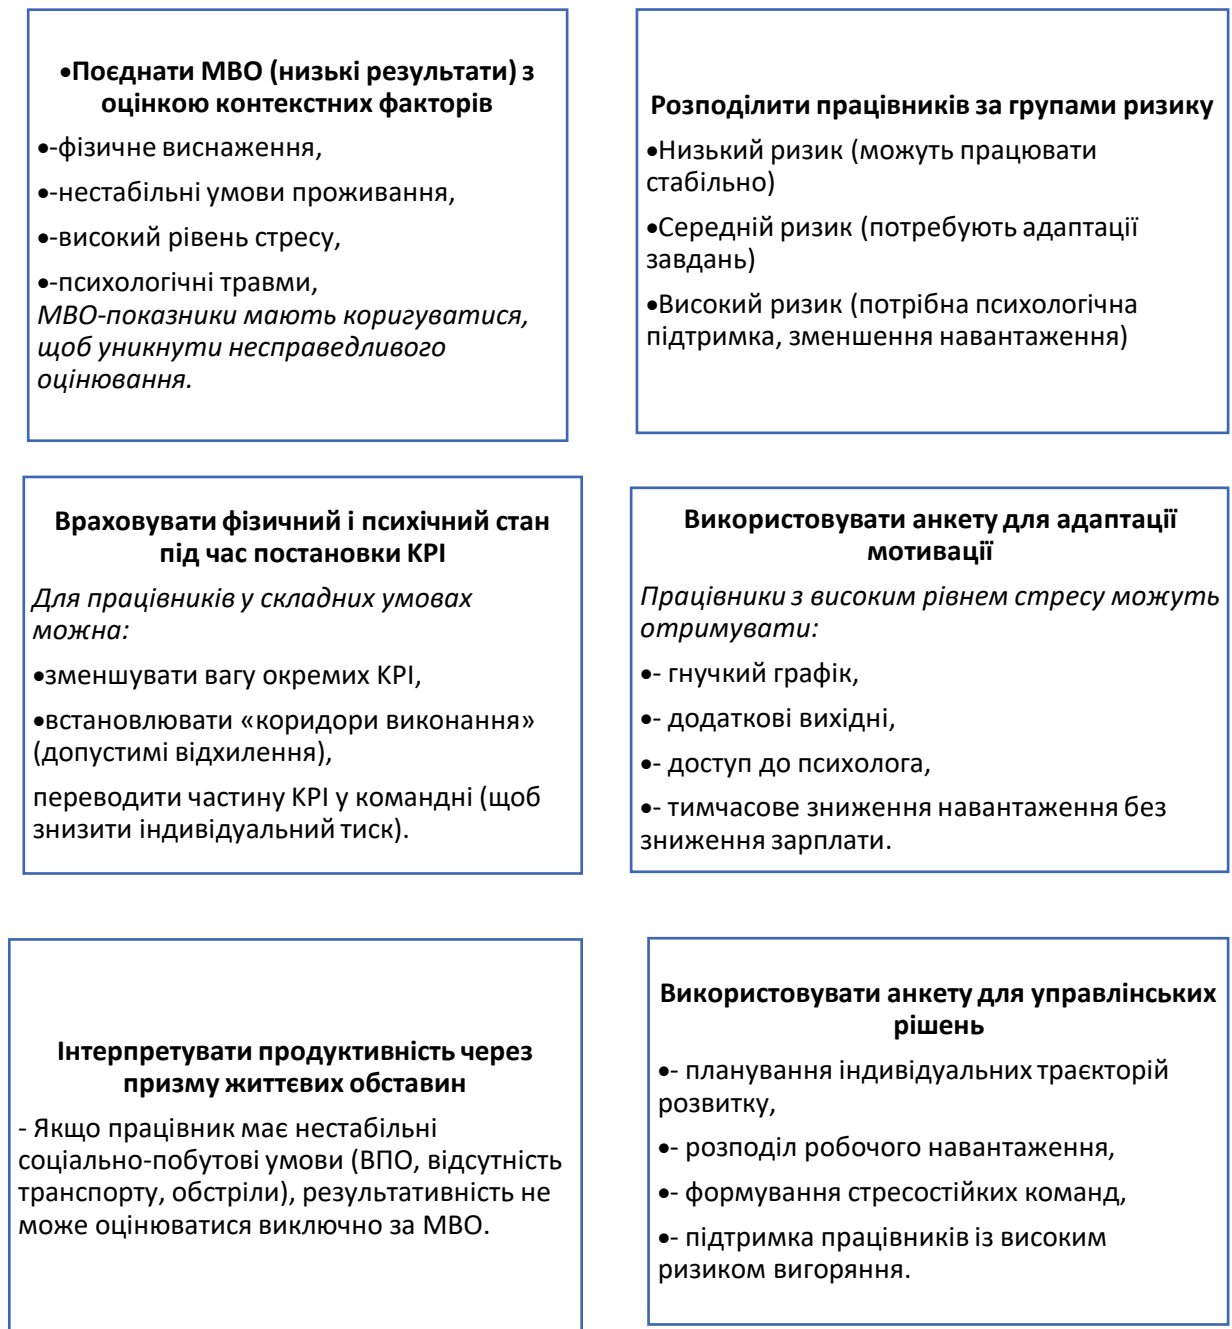 •Поєднати МВО (низькі результати) з
оцінкою контекстних факторів
•-фізичне виснаження,
•-нестабільні умови проживання,
•-високий рівень стресу,
•-психологічні травми,
МВО-показники мають коригуватися,
щоб уникнути несправедливого
оцінювання.
Розподілити працівників за групами ризику
•Низький ризик (можуть працювати
стабільно)
•Середній ризик (потребують адаптації
завдань)
•Високий ризик (потрібна психологічна
підтримка, зменшення навантаження)
Враховувати фізичний і психічний стан
під час постановки KPI
Для працівників у складних умовах
можна:
•зменшувати вагу окремих KPI,
•встановлювати «коридори виконання»
(допустимі відхилення),
переводити частину KPI у командні (щоб
знизити індивідуальний тиск).
Використовувати анкету для адаптації
мотивації
Працівники з високим рівнем стресу можуть
отримувати:
•- гнучкий графік,
•- додаткові вихідні,
•- доступ до психолога,
•- тимчасове зниження навантаження без
зниження зарплати.
Інтерпретувати продуктивність через
призму життєвих обставин
- Якщо працівник має нестабільні
соціально-побутові умови (ВПО, відсутність
транспорту, обстріли), результативність не
може оцінюватися виключно за МВО.
Використовувати анкету для управлінських
рішень
•- планування індивідуальних траєкторій
розвитку,
•- розподіл робочого навантаження,
•- формування стресостійких команд,
•- підтримка працівників із високим
ризиком вигоряння.